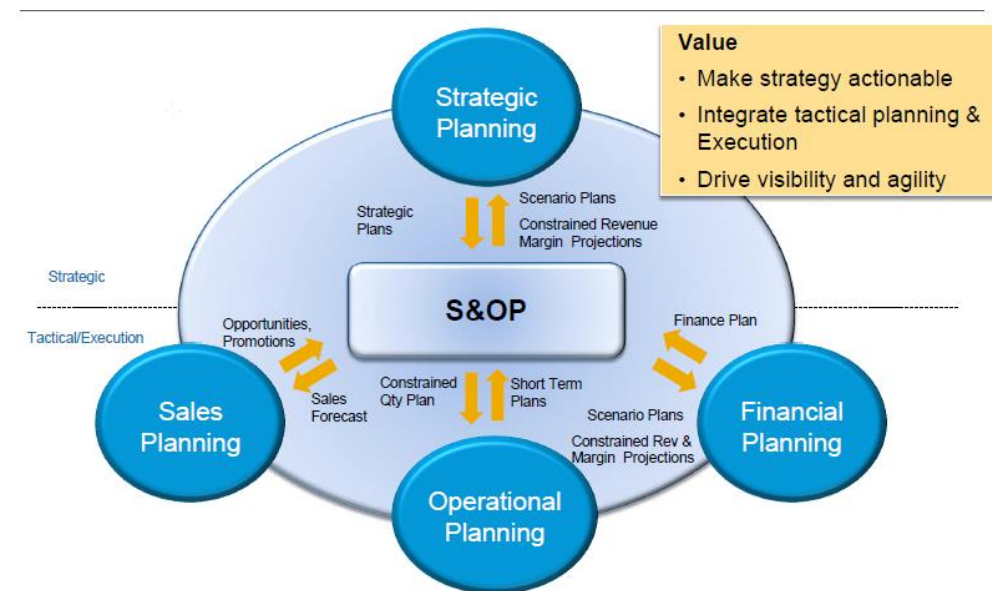 Value
• Make strategy actionable
• Integrate tactical planning &
Execution
• Drive visibility and agility
Strategic
Planning
Strategic
Plans
Scenario Plans
Constrained Revenue
Margin Projections
Strategic
S&OP
Tactical/Execution
Opportunities,
Promotions
Finance Plan
Sales
Forecast
Constrained
Qty Plan
Short Term
Plans
Scenario Plans
Constrained Rev &
Margin Projections
Sales
Planning
Operational
Planning
Financial
Planning